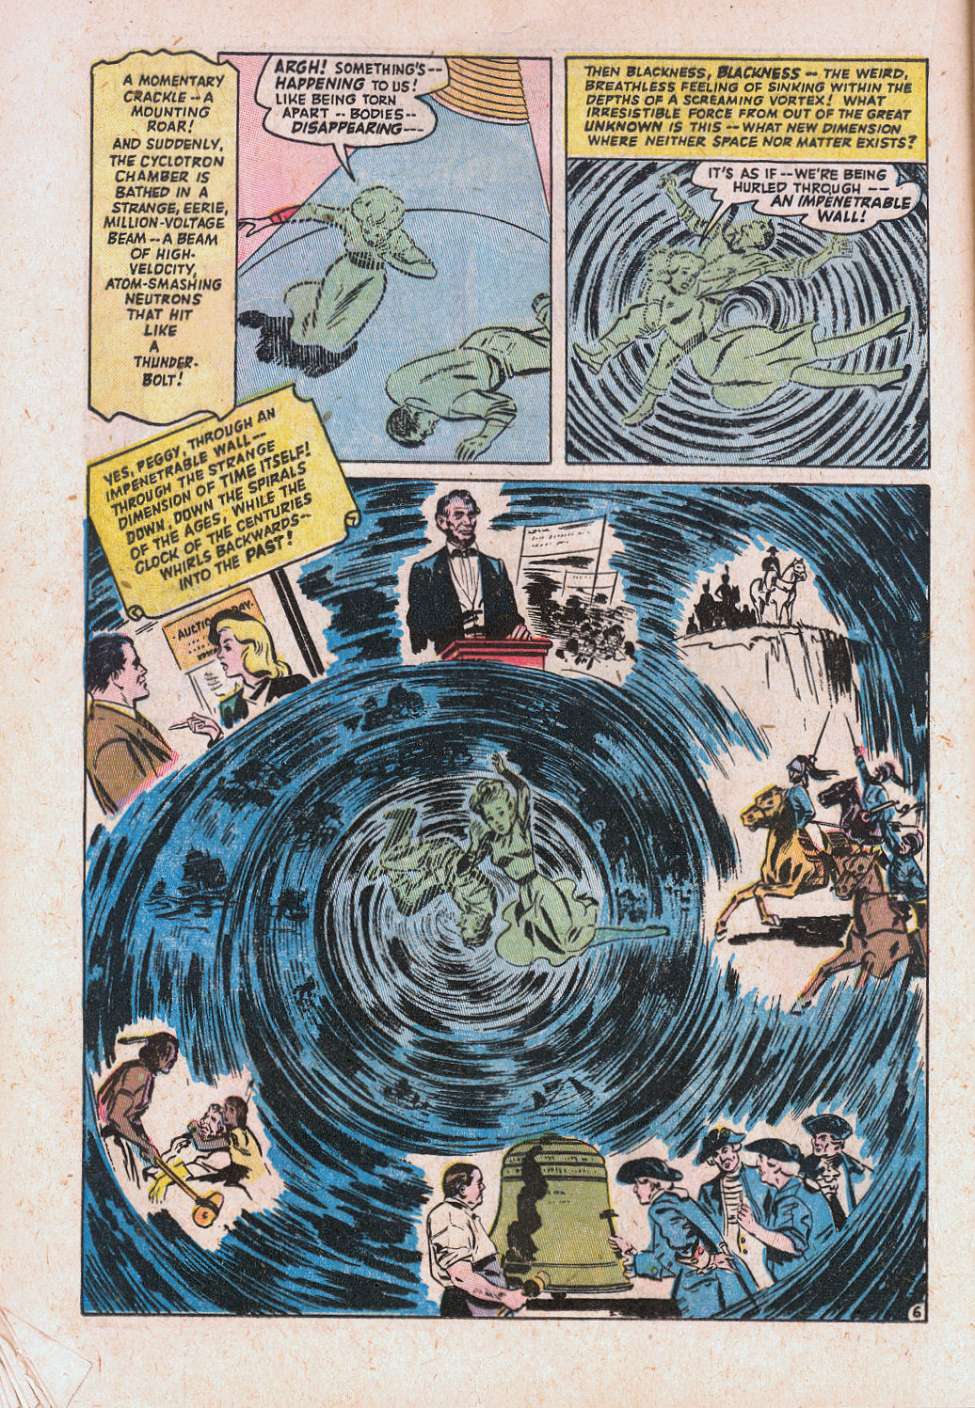 A MOMENTARY
CRACKLE -- A
MOUNTING
ROAR!
AND SUDDENLY,
THE CYCLOTRON
CHAMBER IS
BATHED IN A
STRANGE, EERIE,
MILLION-VOLTAGE
BEAM -- A BEAM
OF HIGH-
VELOCITY,
ATOM-SMASHING
NEUTRONS
THAT HIT
LIKE
A
THUNDER-
BOLT!
ARGH! SOMETHING'S--
HAPPENING TO US!
LIKE BEING TORN
APART -- BODIES--
DISAPPEARING---
THEN BLACKNESS, BLACKNESS -- THE WEIRD,
BREATHLESS FEELING OF SINKING WITHIN THE
DEPTHS OF A SCREAMING VORTEX! WHAT
IRRESISTIBLE FORCE FROM OUT OF THE GREAT
UNKNOWN IS THIS -- WHAT NEW DIMENSION
WHERE NEITHER SPACE NOR MATTER EXISTS?
IT'S AS IF -- WE'RE BEING
HURLED THROUGH --
AN IMPENETRABLE
WALL!
YES, PEGGY, THROUGH AN
IMPENETRABLE WALL--
THROUGH THE STRANGE
DIMENSION OF TIME ITSELF!
DOWN, DOWN THE SPIRALS
OF THE AGES, WHILE THE
CLOCK OF THE CENTURIES
WHIRLS BACKWARDS--
INTO THE PAST!
AUCTION
6